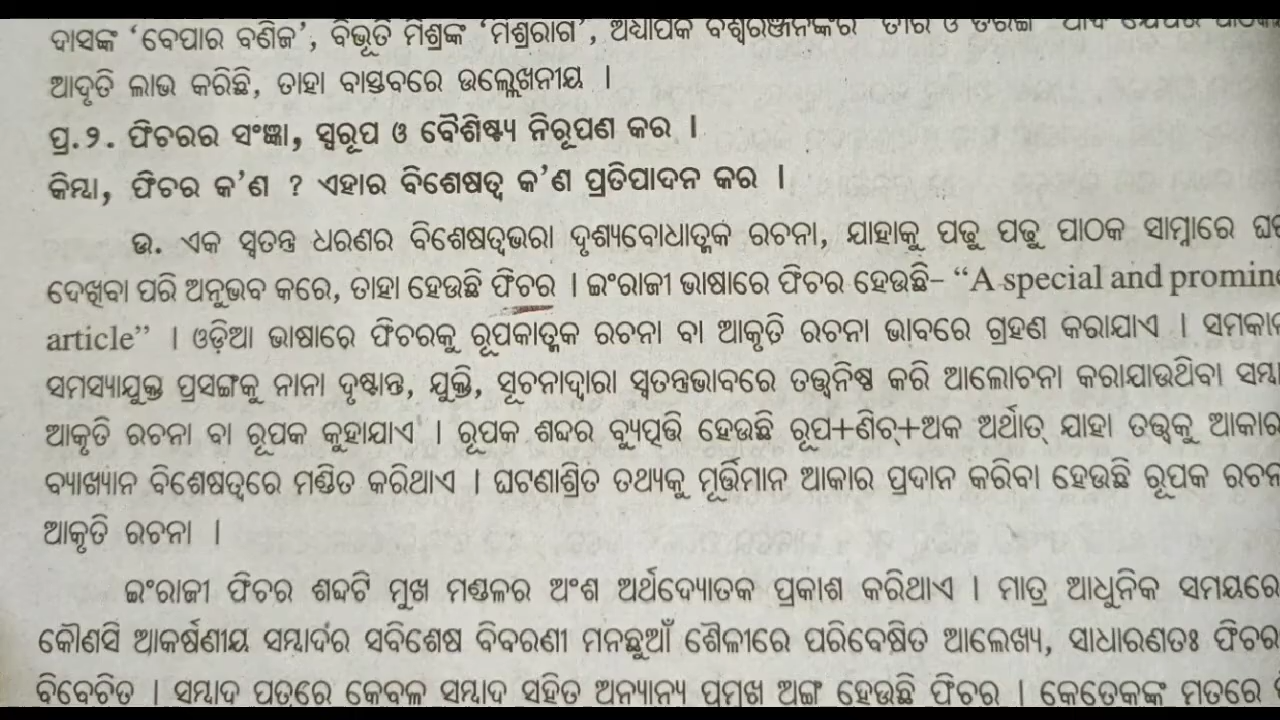 ଦାସଙ୍କ ‘ବେପାର ବଣିଜ’, ବିଭୂତି ମିଶ୍ରଙ୍କ ‘ମିଶ୍ରରାଗ’, ଅଧ୍ୟାପକ ବିଶ୍ୱରଞ୍ଜନଙ୍କର
ଆଦୃତି ଲାଭ କରିଛି, ତାହା ବାସ୍ତବରେ ଉଲ୍ଲେଖନୀୟ ।
ପ୍ର.୨. ଫିଚରର ସଂଜ୍ଞା, ସ୍ୱରୂପ ଓ ବୈଶିଷ୍ଟ୍ୟ ନିରୂପଣ କର ।
କିମ୍ବା, ଫିଚର କ’ଣ ? ଏହାର ବିଶେଷତ୍ୱ କ’ଣ ପ୍ରତିପାଦନ କର ।
ଉ. ଏକ ସ୍ୱତନ୍ତ୍ର ଧରଣର ବିଶେଷତ୍ୱଭରା ଦୃଶ୍ୟବୋଧାତ୍ମକ ରଚନା, ଯାହାକୁ ପଢୁ ପଢୁ ପାଠକ ସାମ୍ନାରେ
ଦେଖିବା ପରି ଅନୁଭବ କରେ, ତାହା ହେଉଛି ଫିଚର । ଇଂରାଜୀ ଭାଷାରେ ଫିଚର ହେଉଛି– “A special and
article” । ଓଡ଼ିଆ ଭାଷାରେ ଫିଚରକୁ ରୂପକାତ୍ମକ ରଚନା ବା ଆକୃତି ରଚନା ଭାବରେ ଗ୍ରହଣ କରାଯାଏ ।
ସମସ୍ୟାଯୁକ୍ତ ପ୍ରସଙ୍ଗକୁ ନାନା ଦୃଷ୍ଟାନ୍ତ, ଯୁକ୍ତି, ସୂଚନାଦ୍ୱାରା ସ୍ୱତନ୍ତ୍ରଭାବରେ ତତ୍ତ୍ୱନିଷ୍ଠ କରି ଆଲୋଚନା କରାଯାଉଥିବା
ଆକୃତି ରଚନା ବା ରୂପକ କୁହାଯାଏ । ରୂପକ ଶବ୍ଦର ବ୍ୟୁତ୍ପତ୍ତି ହେଉଛି ରୂପ+ଣିଚ୍+ଅକ ଅର୍ଥାତ୍ ଯାହା ତତ୍ତ୍ୱକୁ ଆକାର
ବ୍ୟାଖ୍ୟାନ ବିଶେଷତ୍ୱରେ ମଣ୍ଡିତ କରିଥାଏ । ଘଟଣାଶ୍ରିତ ତଥ୍ୟକୁ ମୂର୍ତ୍ତିମାନ ଆକାର ପ୍ରଦାନ କରିବା ହେଉଛି ରୂପକ
ଆକୃତି ରଚନା ।
ଇଂରାଜୀ ଫିଚର ଶବ୍ଦଟି ମୁଖ ମଣ୍ଡଳର ଅଂଶ ଅର୍ଥଦ୍ୟୋତକ ପ୍ରକାଶ କରିଥାଏ । ମାତ୍ର ଆଧୁନିକ ସମୟରେ
କୌଣସି ଆକର୍ଷଣୀୟ ସମ୍ବାଦର ସବିଶେଷ ବିବରଣୀ ମନଛୁଆଁ ଶୈଳୀରେ ପରିବେଷିତ ଆଲେଖ୍ୟ, ସାଧାରଣତଃ ଫିଚର
ବିବେଚିତ । ସମ୍ବାଦ ପତ୍ରରେ କେବଳ ସମ୍ବାଦ ସହିତ ଅନ୍ୟାନ୍ୟ ପ୍ରମୁଖ ଅଙ୍ଗ ହେଉଛି ଫିଚର । କେତେକଙ୍କ ମତରେ